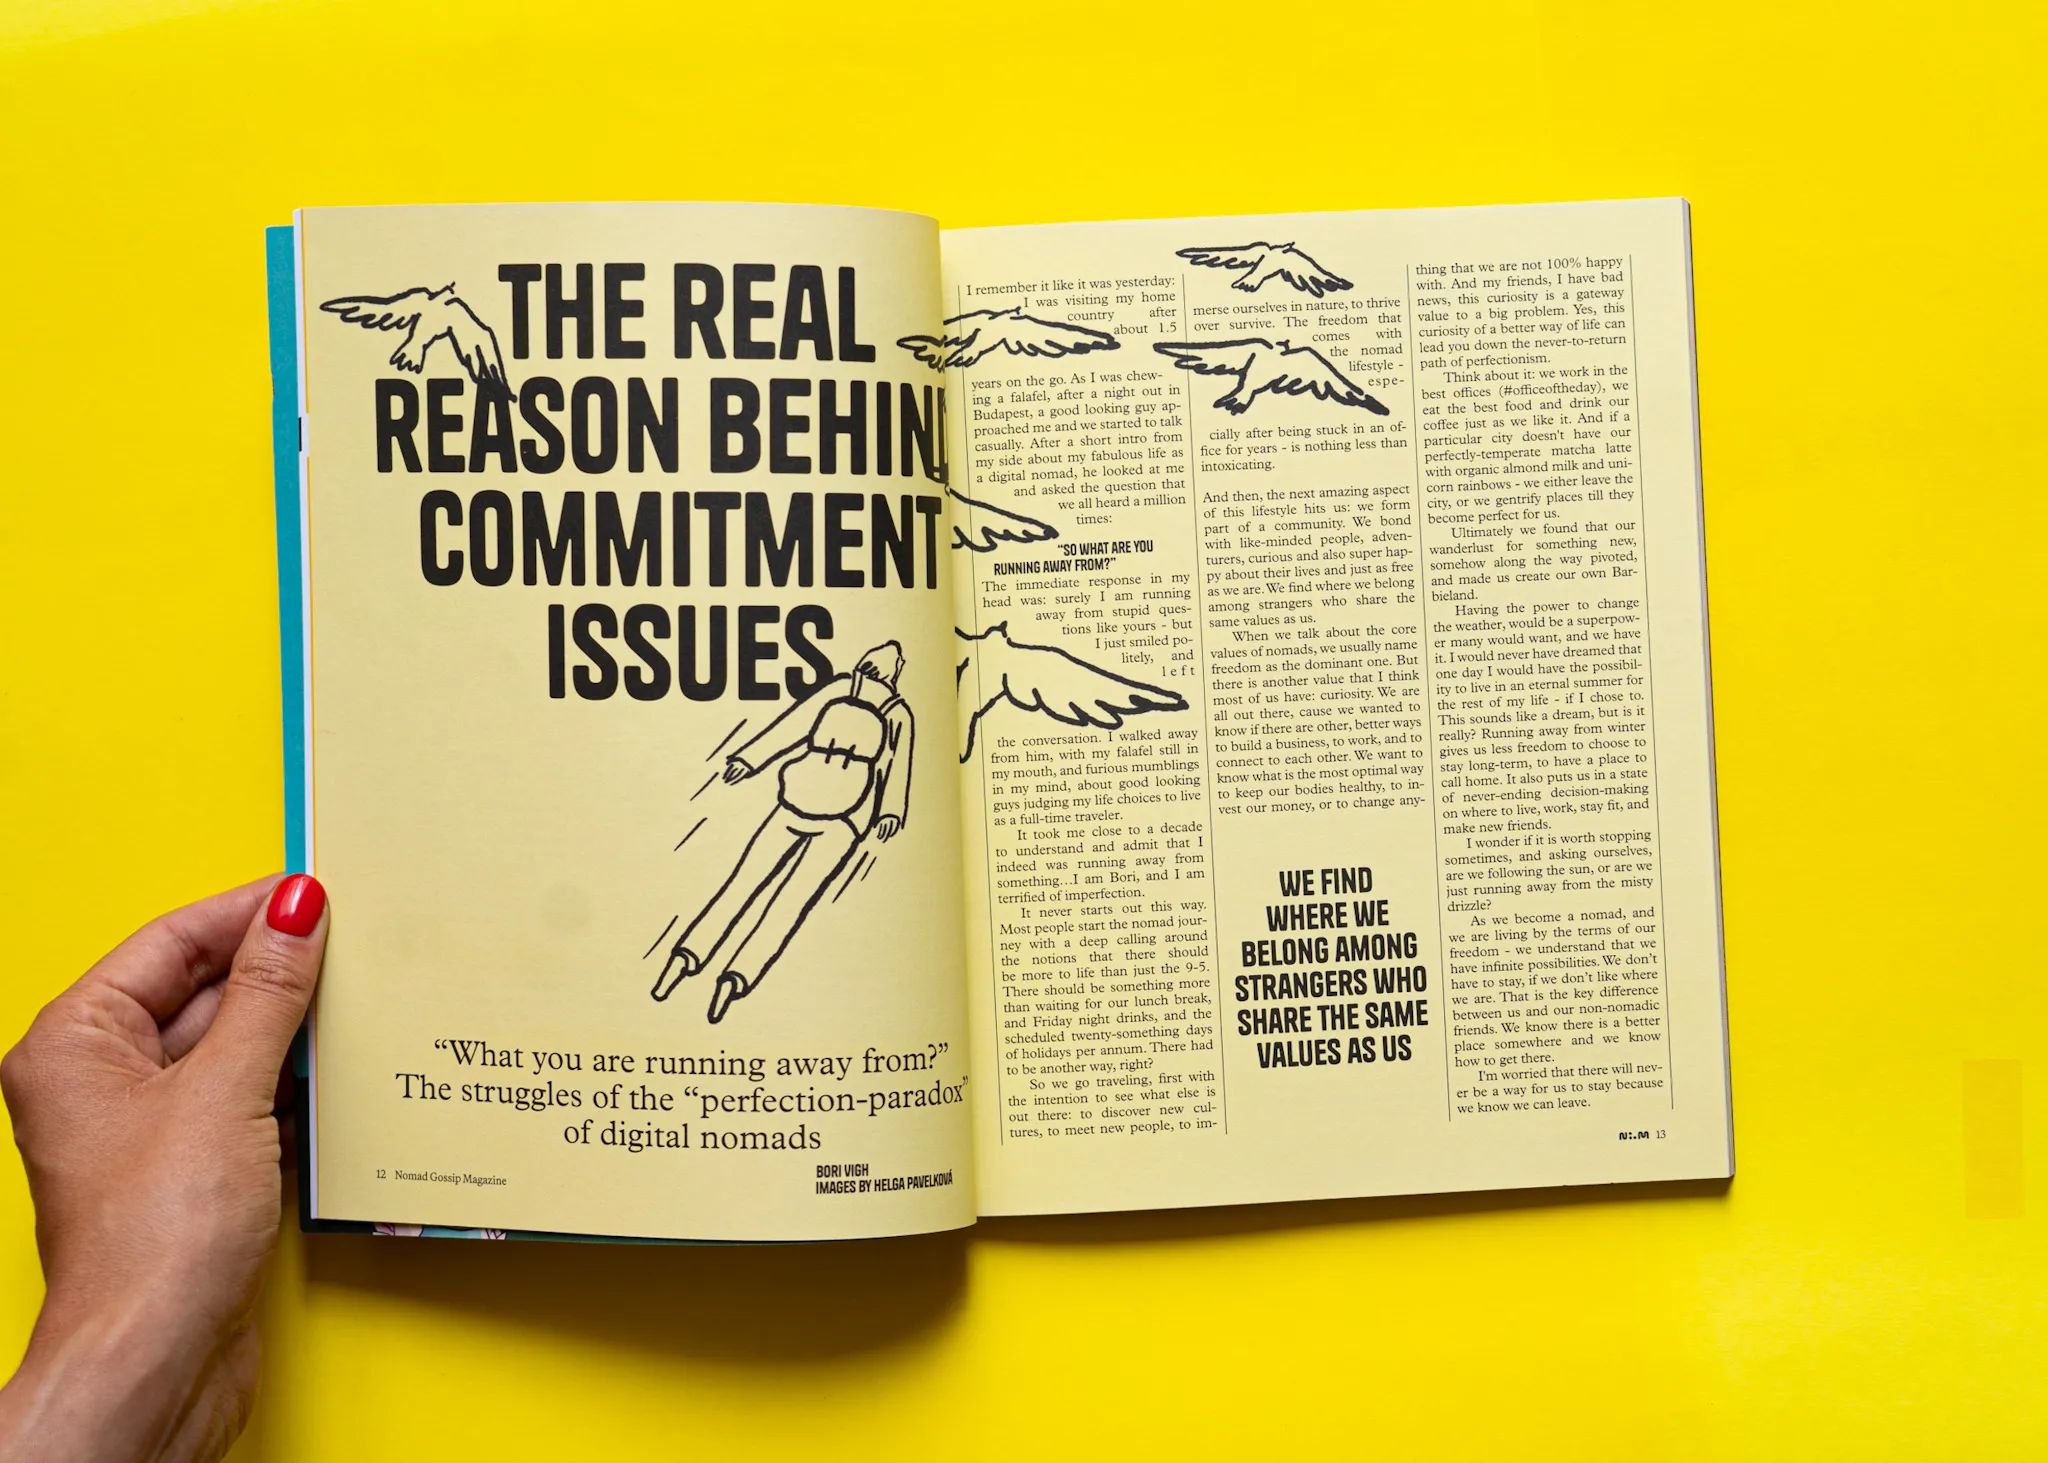 THE REAL
REASON BEHIND
COMMITMENT
ISSUES
“What you are running away from?”
The struggles of the “perfection-paradox”
of digital nomads
12 Nomad Gossip Magazine
BORI VIGH
IMAGES BY HELGA PAVELKOVÁ
I remember it like it was yesterday:
I was visiting my home
country after
about 1.5
years on the go. As I was chew-
ing a falafel, after a night out in
Budapest, a good looking guy ap-
proached me and we started to talk
casually. After a short intro from
my side about my fabulous life as
a digital nomad, he looked at me
and asked the question that
we all heard a million
times:
“SO WHAT ARE YOU
RUNNING AWAY FROM?”
The immediate response in my
head was: surely I am running
away from stupid ques-
tions like yours - but
I just smiled po-
litely, and
left
the conversation. I walked away
from him, with my falafel still in
my mouth, and furious mumblings
in my mind, about good looking
guys judging my life choices to live
as a full-time traveler.
It took me close to a decade
to understand and admit that I
indeed was running away from
something…I am Bori, and I am
terrified of imperfection.
It never starts out this way.
Most people start the nomad jour-
ney with a deep calling around
the notions that there should
be more to life than just the 9-5.
There should be something more
than waiting for our lunch break,
and Friday night drinks, and the
scheduled twenty-something days
of holidays per annum. There had
to be another way, right?
So we go traveling, first with
the intention to see what else is
out there: to discover new cul-
tures, to meet new people, to im-
merse ourselves in nature, to thrive
over survive. The freedom that
comes with
the nomad
lifestyle -
espe-
cially after being stuck in an of-
fice for years - is nothing less than
intoxicating.
And then, the next amazing aspect
of this lifestyle hits us: we form
part of a community. We bond
with like-minded people, adven-
turers, curious and also super hap-
py about their lives and just as free
as we are. We find where we belong
among strangers who share the
same values as us.
When we talk about the core
values of nomads, we usually name
freedom as the dominant one. But
there is another value that I think
most of us have: curiosity. We are
all out there, cause we wanted to
know if there are other, better ways
to build a business, to work, and to
connect to each other. We want to
know what is the most optimal way
to keep our bodies healthy, to in-
vest our money, or to change any-
WE FIND
WHERE WE
BELONG AMONG
STRANGERS WHO
SHARE THE SAME
VALUES AS US
thing that we are not 100% happy
with. And my friends, I have bad
news, this curiosity is a gateway
value to a big problem. Yes, this
curiosity of a better way of life can
lead you down the never-to-return
path of perfectionism.
Think about it: we work in the
best offices (#officeoftheday), we
eat the best food and drink our
coffee just as we like it. And if a
particular city doesn't have our
perfectly-temperate matcha latte
with organic almond milk and uni-
corn rainbows - we either leave the
city, or we gentrify places till they
become perfect for us.
Ultimately we found that our
wanderlust for something new,
somehow along the way pivoted,
and made us create our own Bar-
bieland.
Having the power to change
the weather, would be a superpow-
er many would want, and we have
it. I would never have dreamed that
one day I would have the possibil-
ity to live in an eternal summer for
the rest of my life - if I chose to.
This sounds like a dream, but is it
really? Running away from winter
gives us less freedom to choose to
stay long-term, to have a place to
call home. It also puts us in a state
of never-ending decision-making
on where to live, work, stay fit, and
make new friends.
I wonder if it is worth stopping
sometimes, and asking ourselves,
are we following the sun, or are we
just running away from the misty
drizzle?
As we become a nomad, and
we are living by the terms of our
freedom - we understand that we
have infinite possibilities. We don’t
have to stay, if we don’t like where
we are. That is the key difference
between us and our non-nomadic
friends. We know there is a better
place somewhere and we know
how to get there.
I'm worried that there will nev-
er be a way for us to stay because
we know we can leave.
13